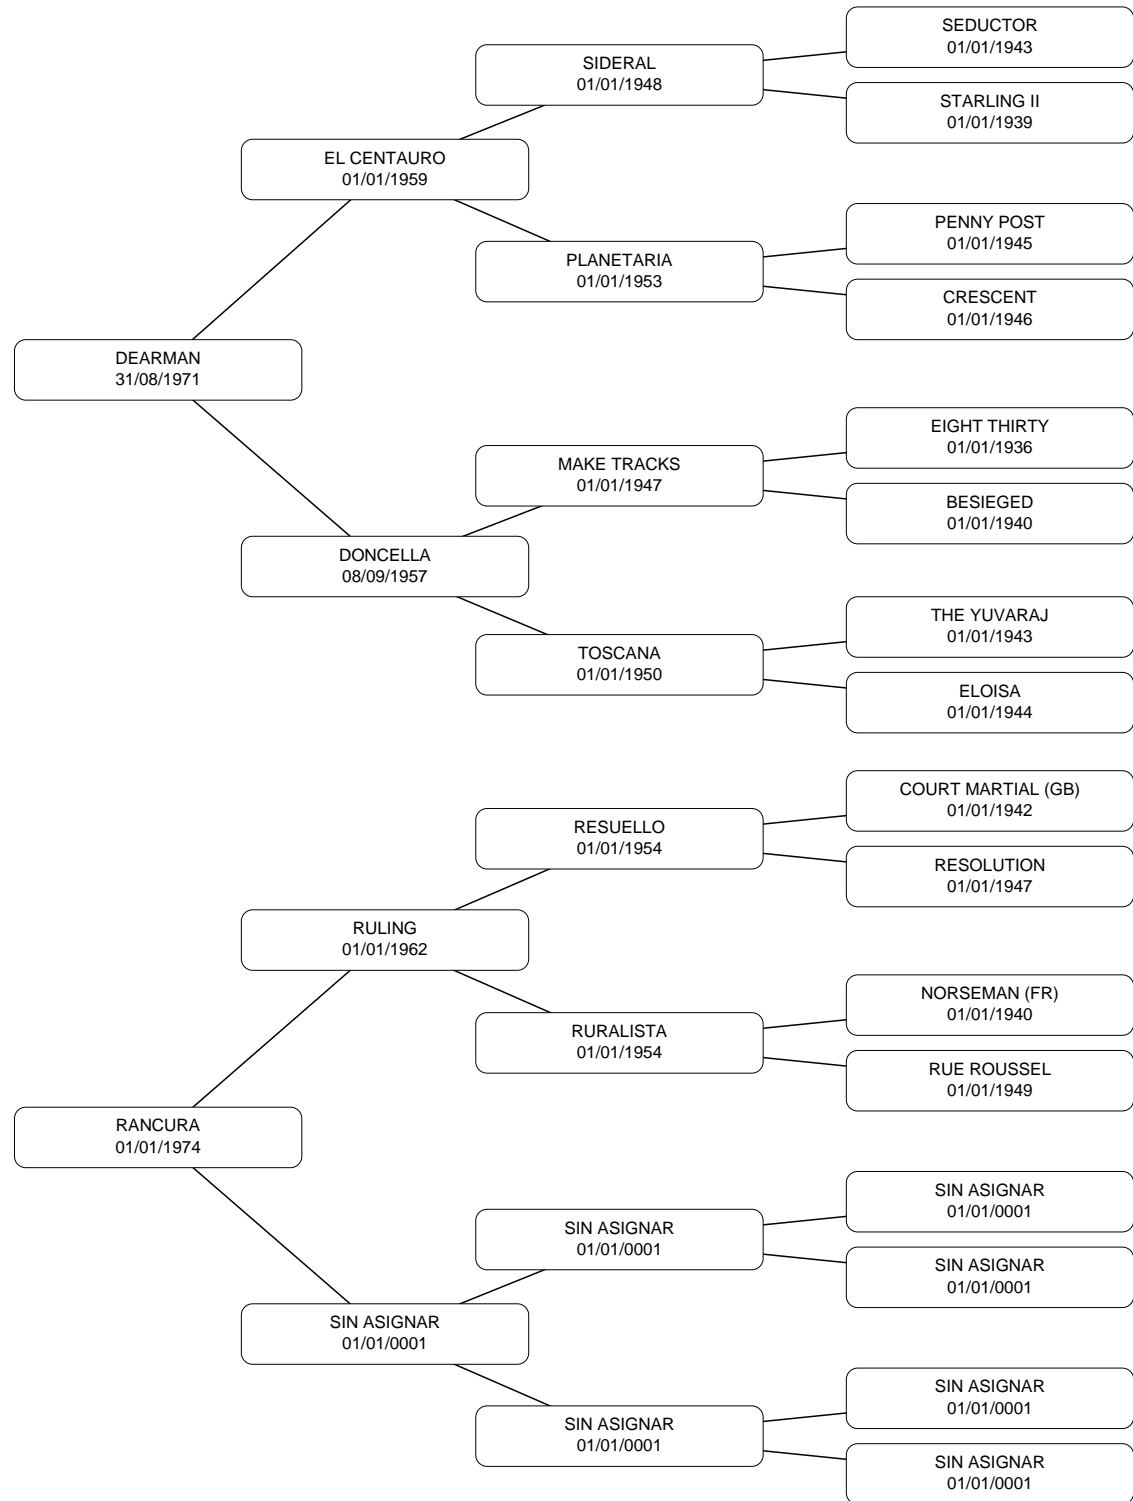 SEDUCTOR
01/01/1943
SIDERAL
01/01/1948
STARLING II
01/01/1939
EL CENTAURO
01/01/1959
PENNY POST
01/01/1945
PLANETARIA
01/01/1953
CRESCENT
01/01/1946
DEARMAN
31/08/1971
EIGHT THIRTY
01/01/1936
MAKE TRACKS
01/01/1947
BESIEGED
01/01/1940
DONCELLA
08/09/1957
THE YUVARAJ
01/01/1943
TOSCANA
01/01/1950
ELOISA
01/01/1944
COURT MARTIAL (GB)
01/01/1942
RESUELLO
01/01/1954
RESOLUTION
01/01/1947
RULING
01/01/1962
NORSEMAN (FR)
01/01/1940
RURALISTA
01/01/1954
RUE ROUSSEL
01/01/1949
RANCURA
01/01/1974
SIN ASIGNAR
01/01/0001
SIN ASIGNAR
01/01/0001
SIN ASIGNAR
01/01/0001
SIN ASIGNAR
01/01/0001
SIN ASIGNAR
01/01/0001
SIN ASIGNAR
01/01/0001
SIN ASIGNAR
01/01/0001